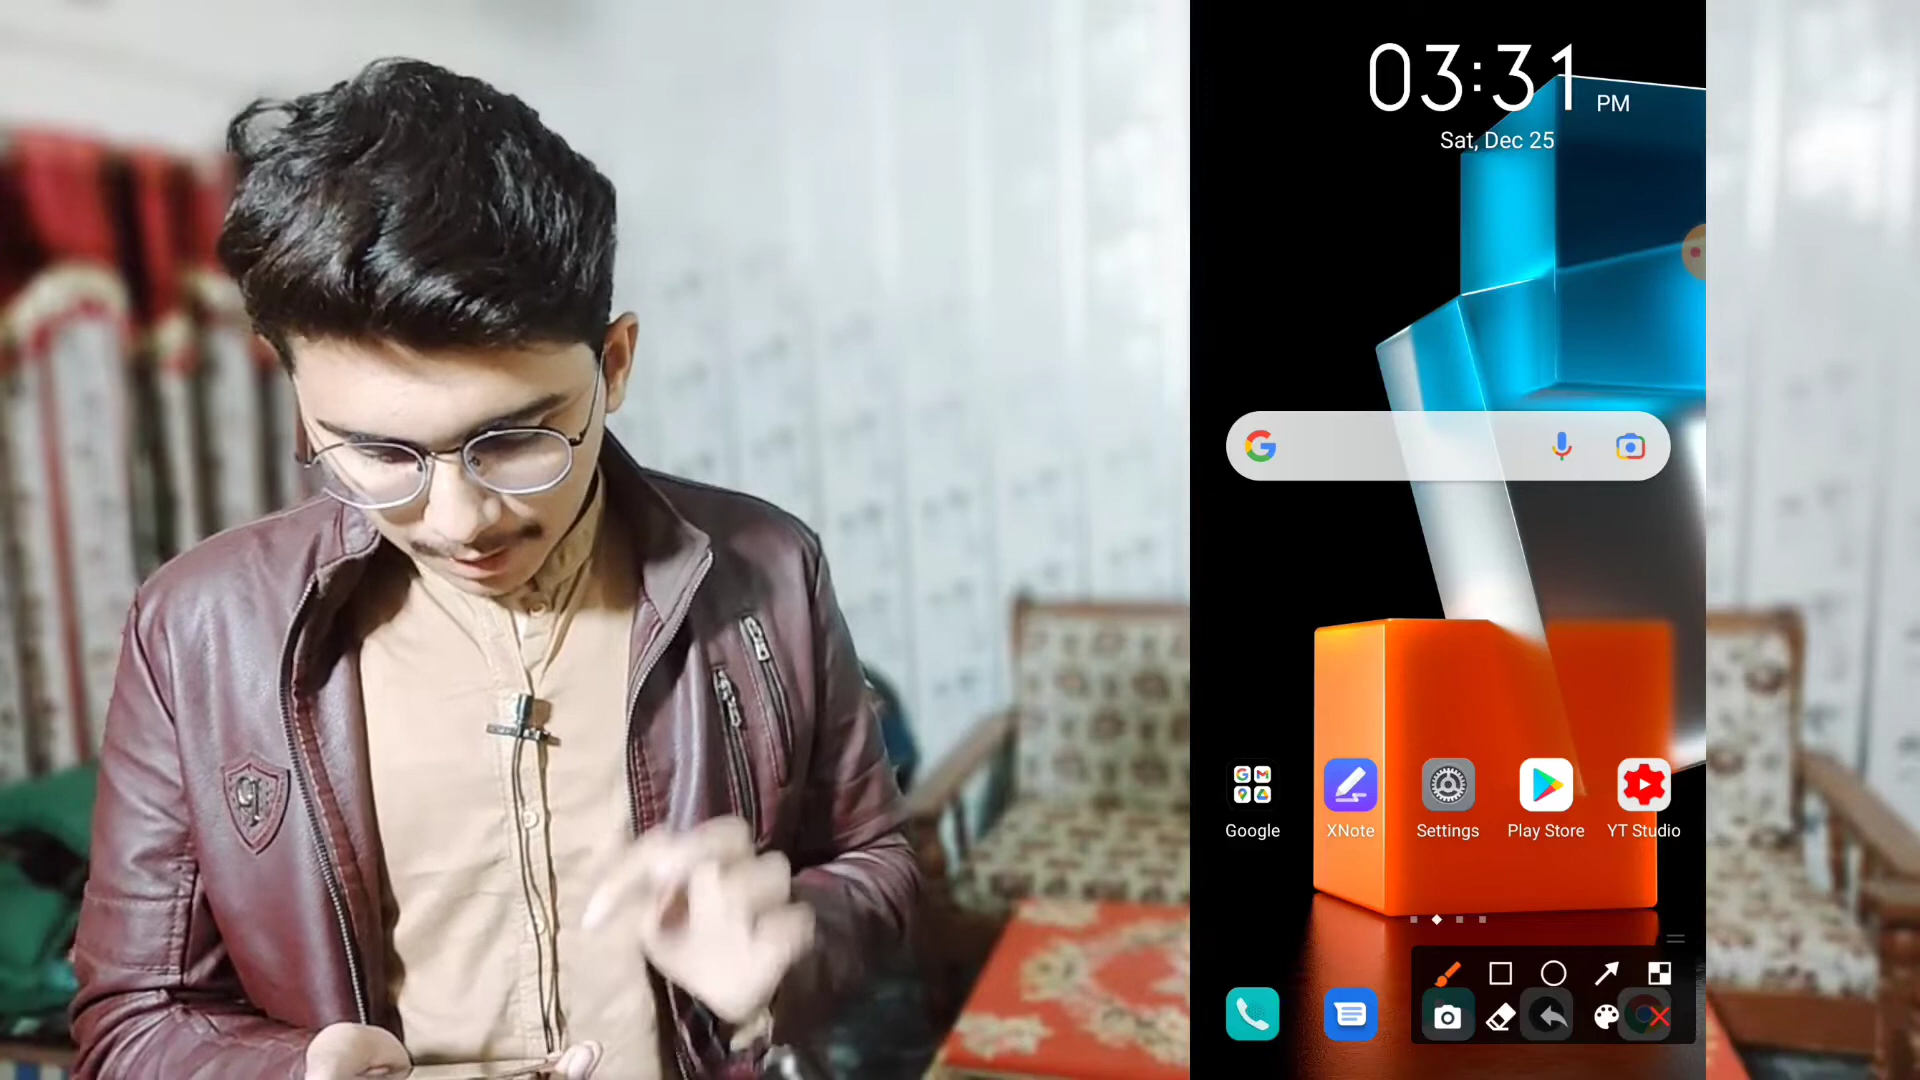 03:31 PM
Sat, Dec 25
Google
XNote
Settings
Play Store
YT Studio